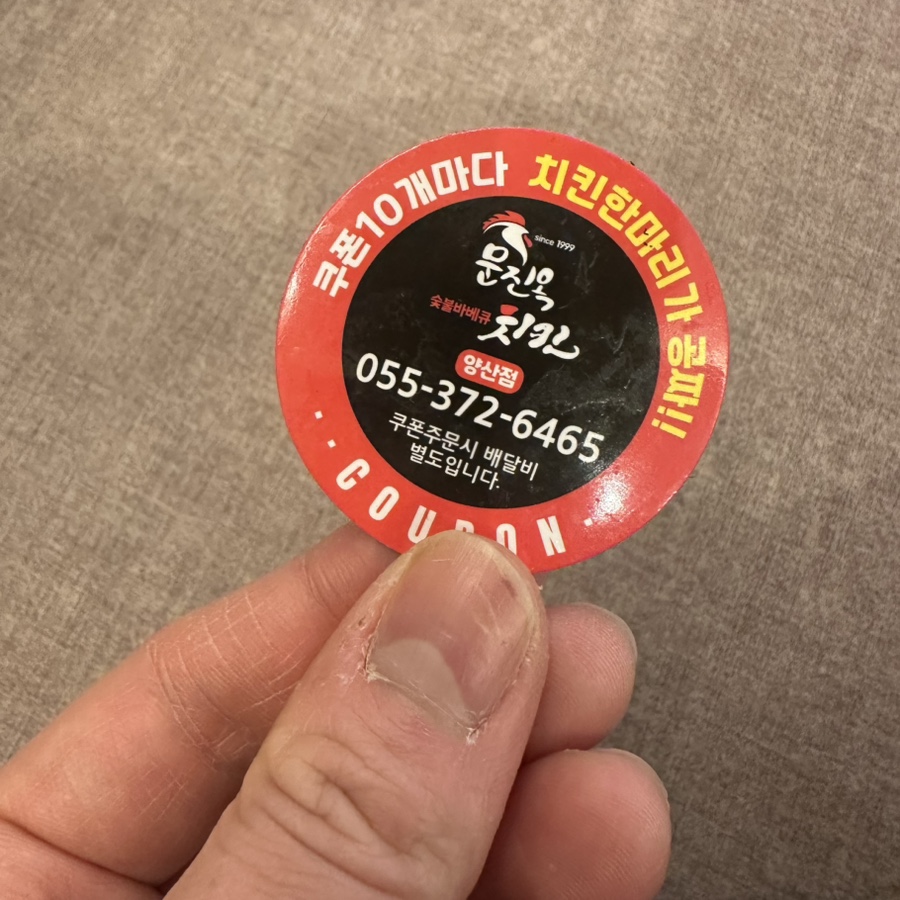 쿠폰10개마다 치킨한마리가 공짜!!
since 1999
문진옥
숯불바베큐 치킨
양산점
055-372-6465
쿠폰주문시 배달비
별도입니다.
··COUPON·